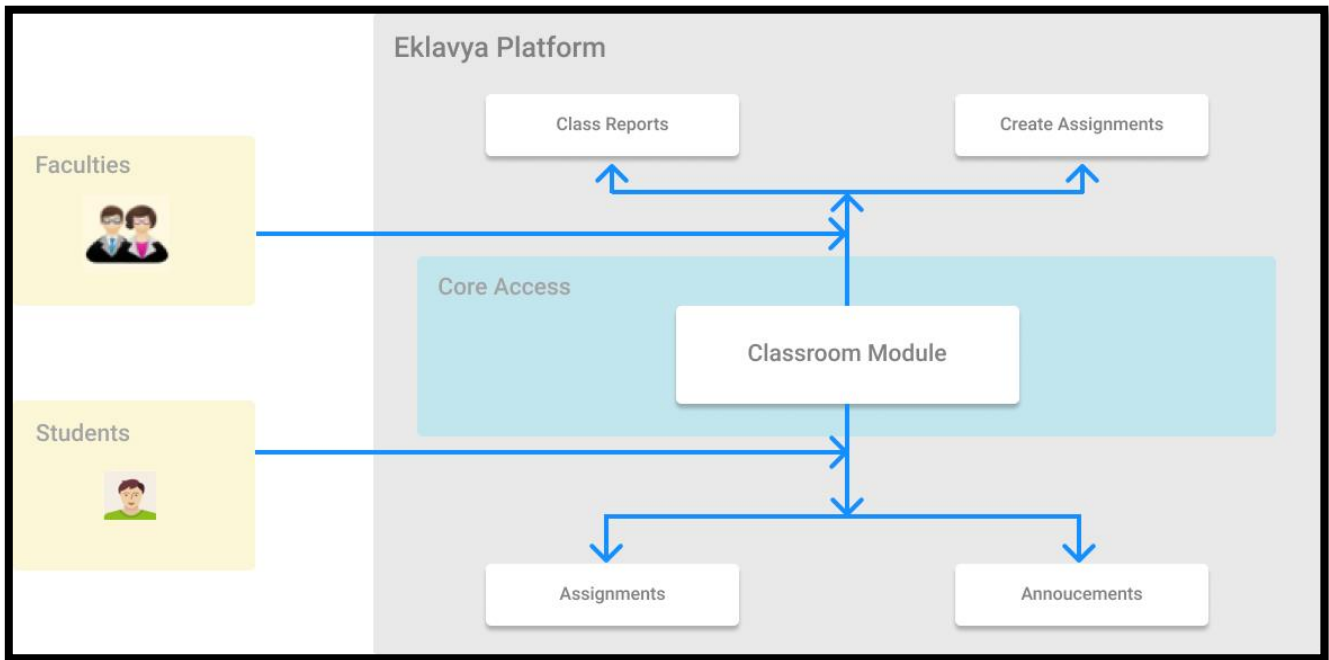 Eklavya Platform
Class Reports
Create Assignments
Faculties
Core Access
Classroom Module
Students
Assignments
Annoucements